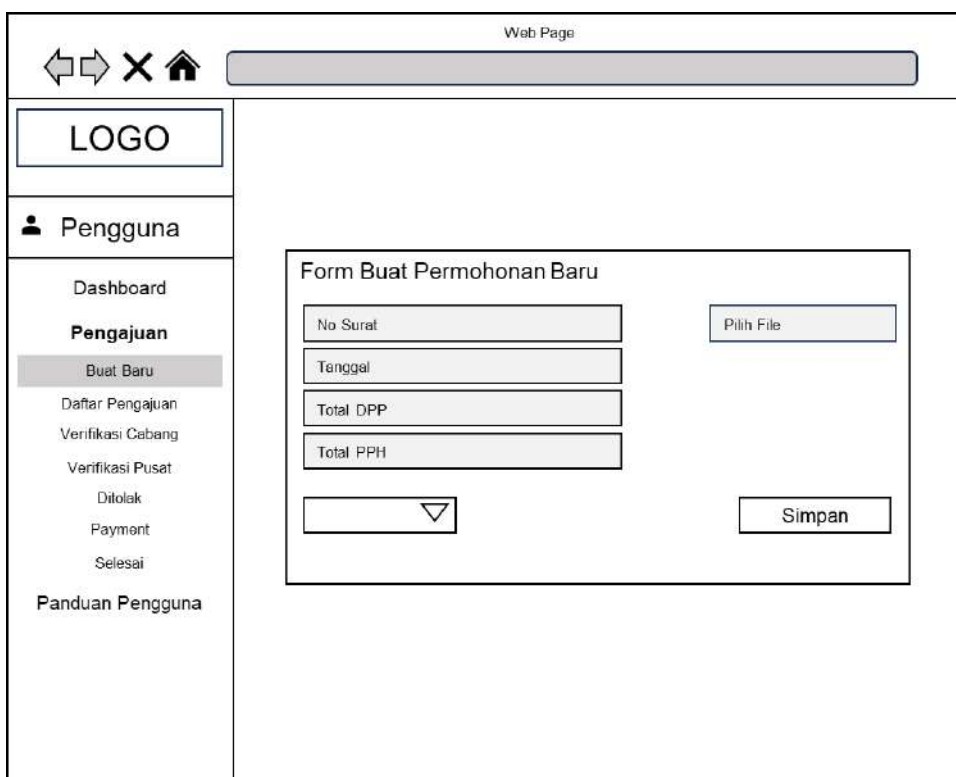 Web Page
LOGO
Pengguna
Dashboard
Pengajuan
Buat Baru
Daftar Pengajuan
Verifikasi Cabang
Verifikasi Pusat
Ditolak
Payment
Selesai
Panduan Pengguna
Form Buat Permohonan Baru
No Surat
Pilih File
Tanggal
Total DPP
Total PPH
Simpan